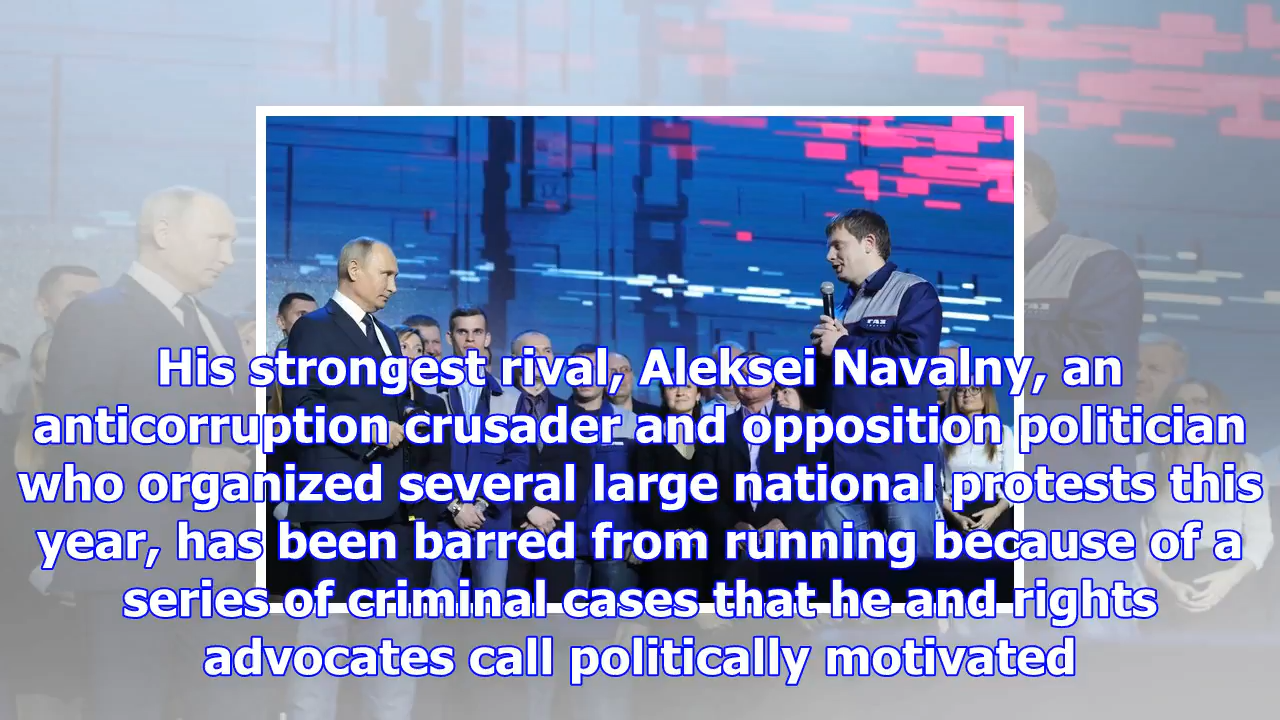 ГАЗ
His strongest rival, Aleksei Navalny, an
anticorruption crusader and opposition politician
who organized several large national protests this
year, has been barred from running because of a
series of criminal cases that he and rights
advocates call politically motivated